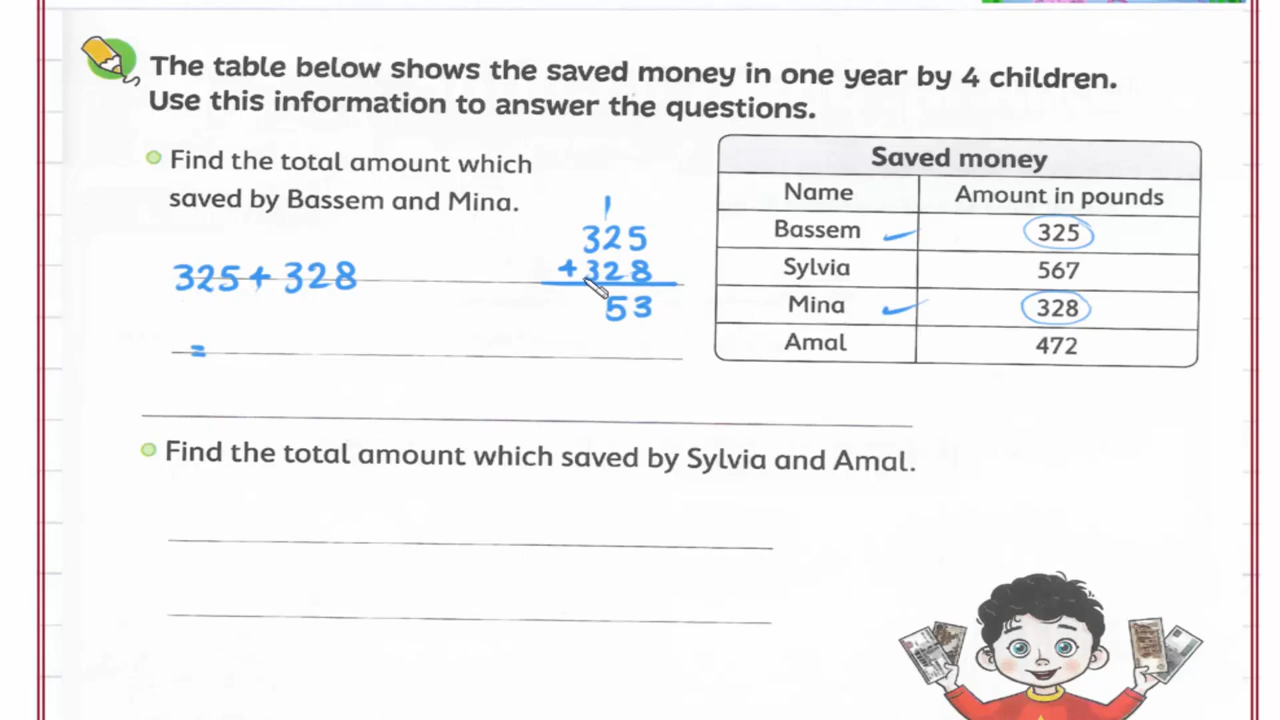 The table below shows the saved money in one year by 4 children.
Use this information to answer the questions.
Find the total amount which
saved by Bassem and Mina.
1
325
+328
53
325+328
=
Saved money
Name Amount in pounds
Bassem 325
Sylvia 567
Mina 328
Amal 472
Find the total amount which saved by Sylvia and Amal.